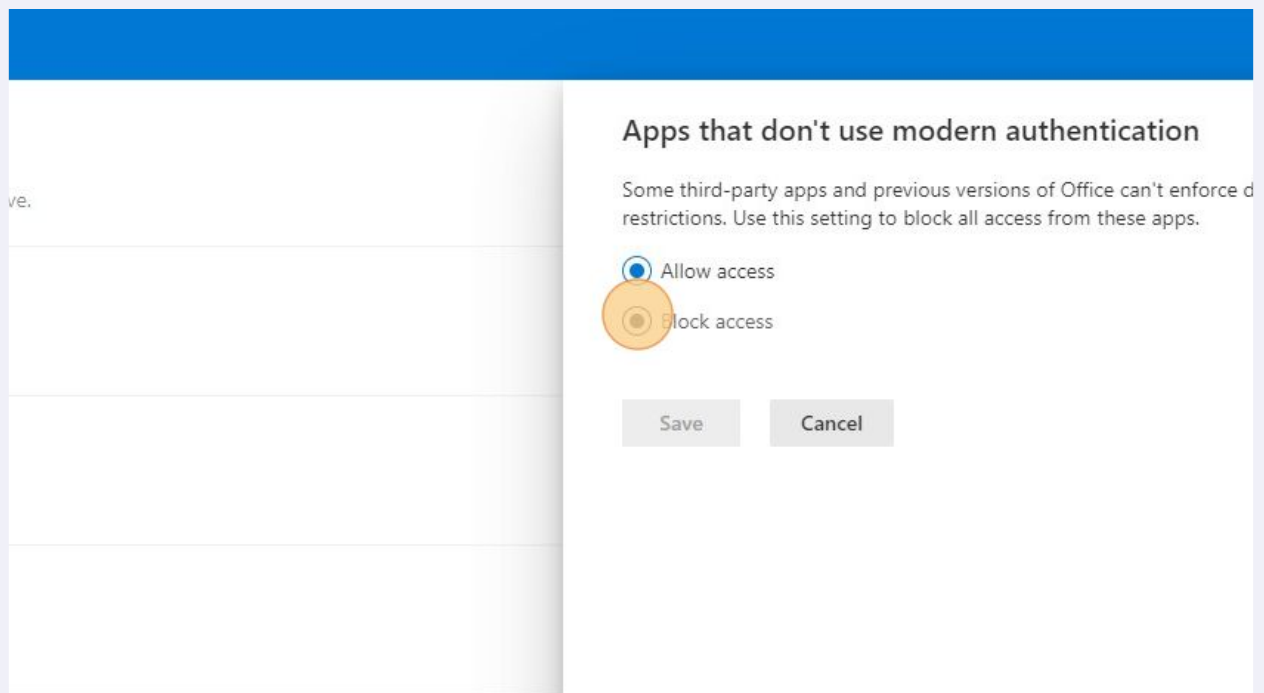 Apps that don't use modern authentication
ve.
Some third-party apps and previous versions of Office can't enforce d
restrictions. Use this setting to block all access from these apps.
Allow access
Block access
Save
Cancel